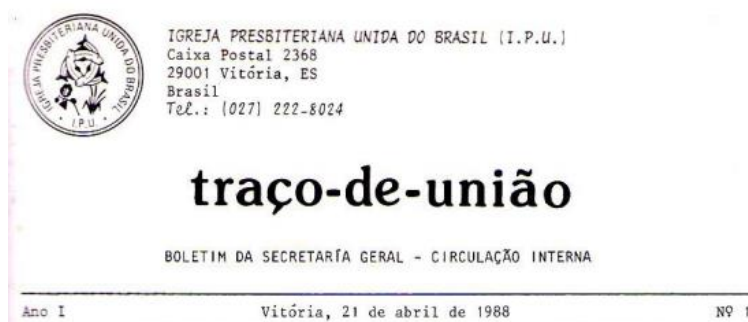 IGREJA PRESBITERIANA UNIDA DO BRASIL
I.P.U.
IGREJA PRESBITERIANA UNIDA DO BRASIL (I.P.U.)
Caixa Postal 2368
29001 Vitória, ES
Brasil
Tel.: (027) 222-8024
traço-de-união
BOLETIM DA SECRETARÍA GERAL - CIRCULAÇÃO INTERNA
Ano I Vitória, 21 de abril de 1988 Nº 1